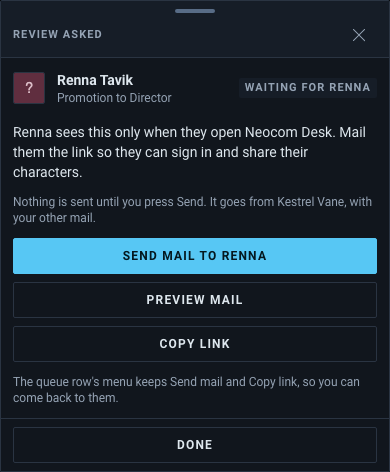 REVIEW ASKED
?
Renna Tavik
Promotion to Director
WAITING FOR RENNA
Renna sees this only when they open Neocom Desk. Mail
them the link so they can sign in and share their
characters.
Nothing is sent until you press Send. It goes from Kestrel Vane, with
your other mail.
SEND MAIL TO RENNA
PREVIEW MAIL
COPY LINK
The queue row's menu keeps Send mail and Copy link, so you can
come back to them.
DONE